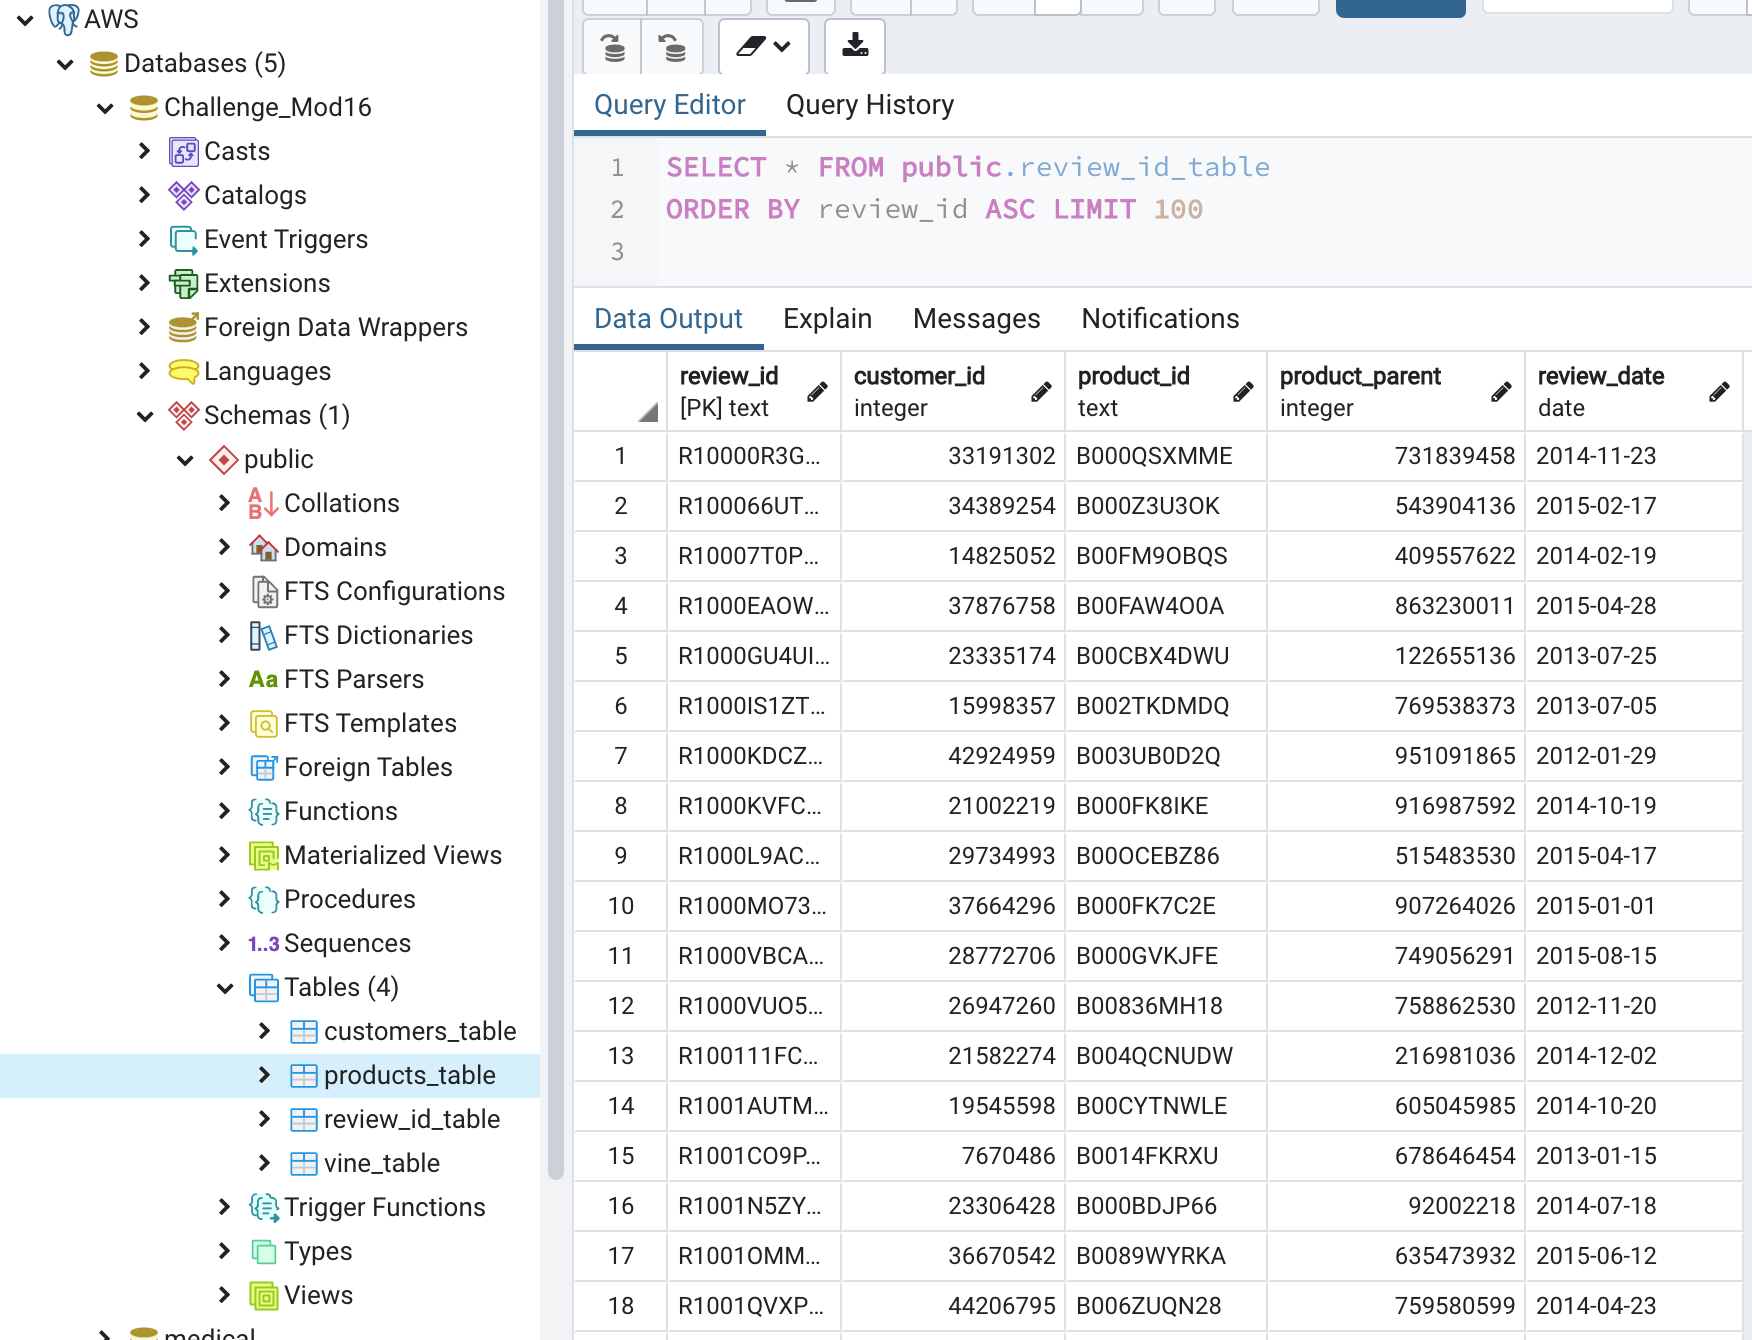 AWS
Databases (5)
Challenge_Mod16
Casts
Catalogs
Event Triggers
Extensions
Foreign Data Wrappers
Languages
Schemas (1)
public
Collations
Domains
FTS Configurations
FTS Dictionaries
Aa FTS Parsers
FTS Templates
Foreign Tables
Functions
Materialized Views
Procedures
1..3 Sequences
Tables (4)
customers_table
products_table
review_id_table
vine_table
Trigger Functions
Types
Views
medical
Query Editor Query History
1 SELECT * FROM public.review_id_table
2 ORDER BY review_id ASC LIMIT 100
3
Data Output Explain Messages Notifications
review_id customer_id product_id product_parent review_date
[PK] text integer text integer date
1 R10000R3G... 33191302 B000QSXMME 731839458 2014-11-23
2 R100066UT... 34389254 B000Z3U3OK 543904136 2015-02-17
3 R10007T0P... 14825052 B00FM9OBQS 409557622 2014-02-19
4 R1000EAOW... 37876758 B00FAW4O0A 863230011 2015-04-28
5 R1000GU4UI... 23335174 B00CBX4DWU 122655136 2013-07-25
6 R1000IS1ZT... 15998357 B002TKDMDQ 769538373 2013-07-05
7 R1000KDCZ... 42924959 B003UB0D2Q 951091865 2012-01-29
8 R1000KVFC... 21002219 B000FK8IKE 916987592 2014-10-19
9 R1000L9AC... 29734993 B00OCEBZ86 515483530 2015-04-17
10 R1000MO73... 37664296 B000FK7C2E 907264026 2015-01-01
11 R1000VBCA... 28772706 B000GVKJFE 749056291 2015-08-15
12 R1000VUO5... 26947260 B00836MH18 758862530 2012-11-20
13 R100111FC... 21582274 B004QCNUDW 216981036 2014-12-02
14 R1001AUTM... 19545598 B00CYTNWLE 605045985 2014-10-20
15 R1001CO9P... 7670486 B0014FKRXU 678646454 2013-01-15
16 R1001N5ZY... 23306428 B000BDJP66 92002218 2014-07-18
17 R1001OMM... 36670542 B0089WYRKA 635473932 2015-06-12
18 R1001QVXP... 44206795 B006ZUQN28 759580599 2014-04-23